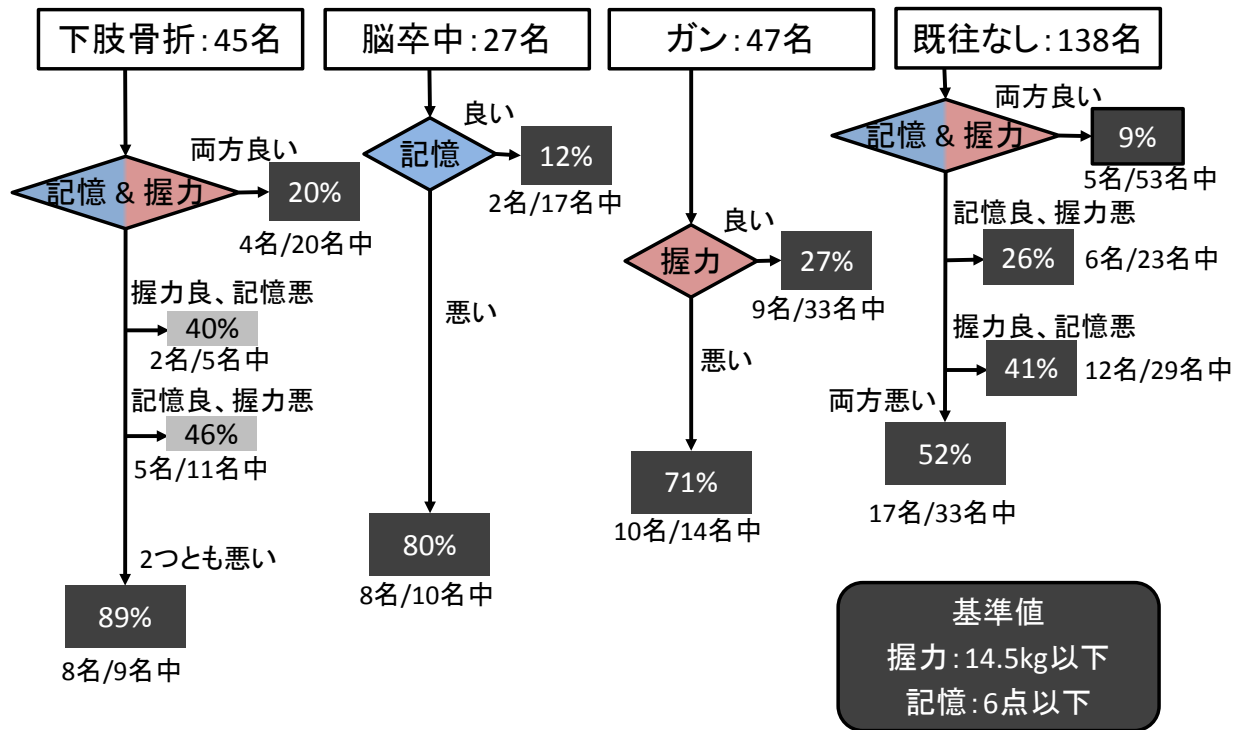 下肢骨折：45名
記憶 & 握力
両方良い
20%
4名/20名中
握力良、記憶悪
40%
2名/5名中
記憶良、握力悪
46%
5名/11名中
2つとも悪い
89%
8名/9名中
脳卒中：27名
記憶
良い
12%
2名/17名中
悪い
80%
8名/10名中
ガン：47名
握力
良い
27%
9名/33名中
悪い
71%
10名/14名中
既往なし：138名
記憶 & 握力
両方良い
9%
5名/53名中
記憶良、握力悪
26%
6名/23名中
握力良、記憶悪
41%
12名/29名中
両方悪い
52%
17名/33名中
基準値
握力：14.5kg以下
記憶：6点以下